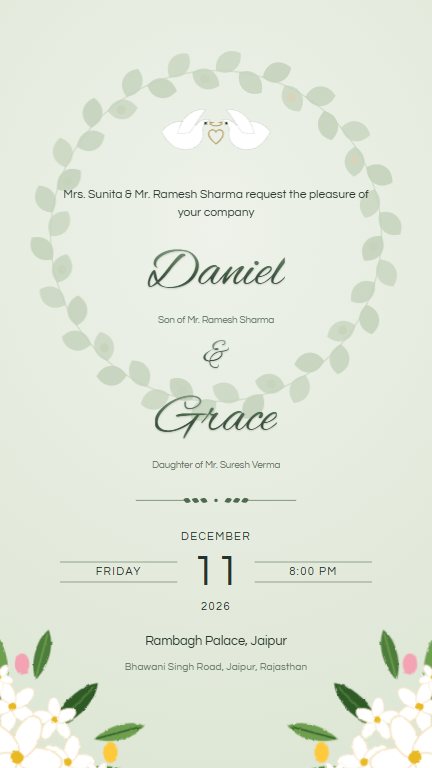 Mrs. Sunita & Mr. Ramesh Sharma request the pleasure of
your company
Daniel
Son of Mr. Ramesh Sharma
&
Grace
Daughter of Mr. Suresh Verma
DECEMBER
FRIDAY 11 8:00 PM
2026
Rambagh Palace, Jaipur
Bhawani Singh Road, Jaipur, Rajasthan